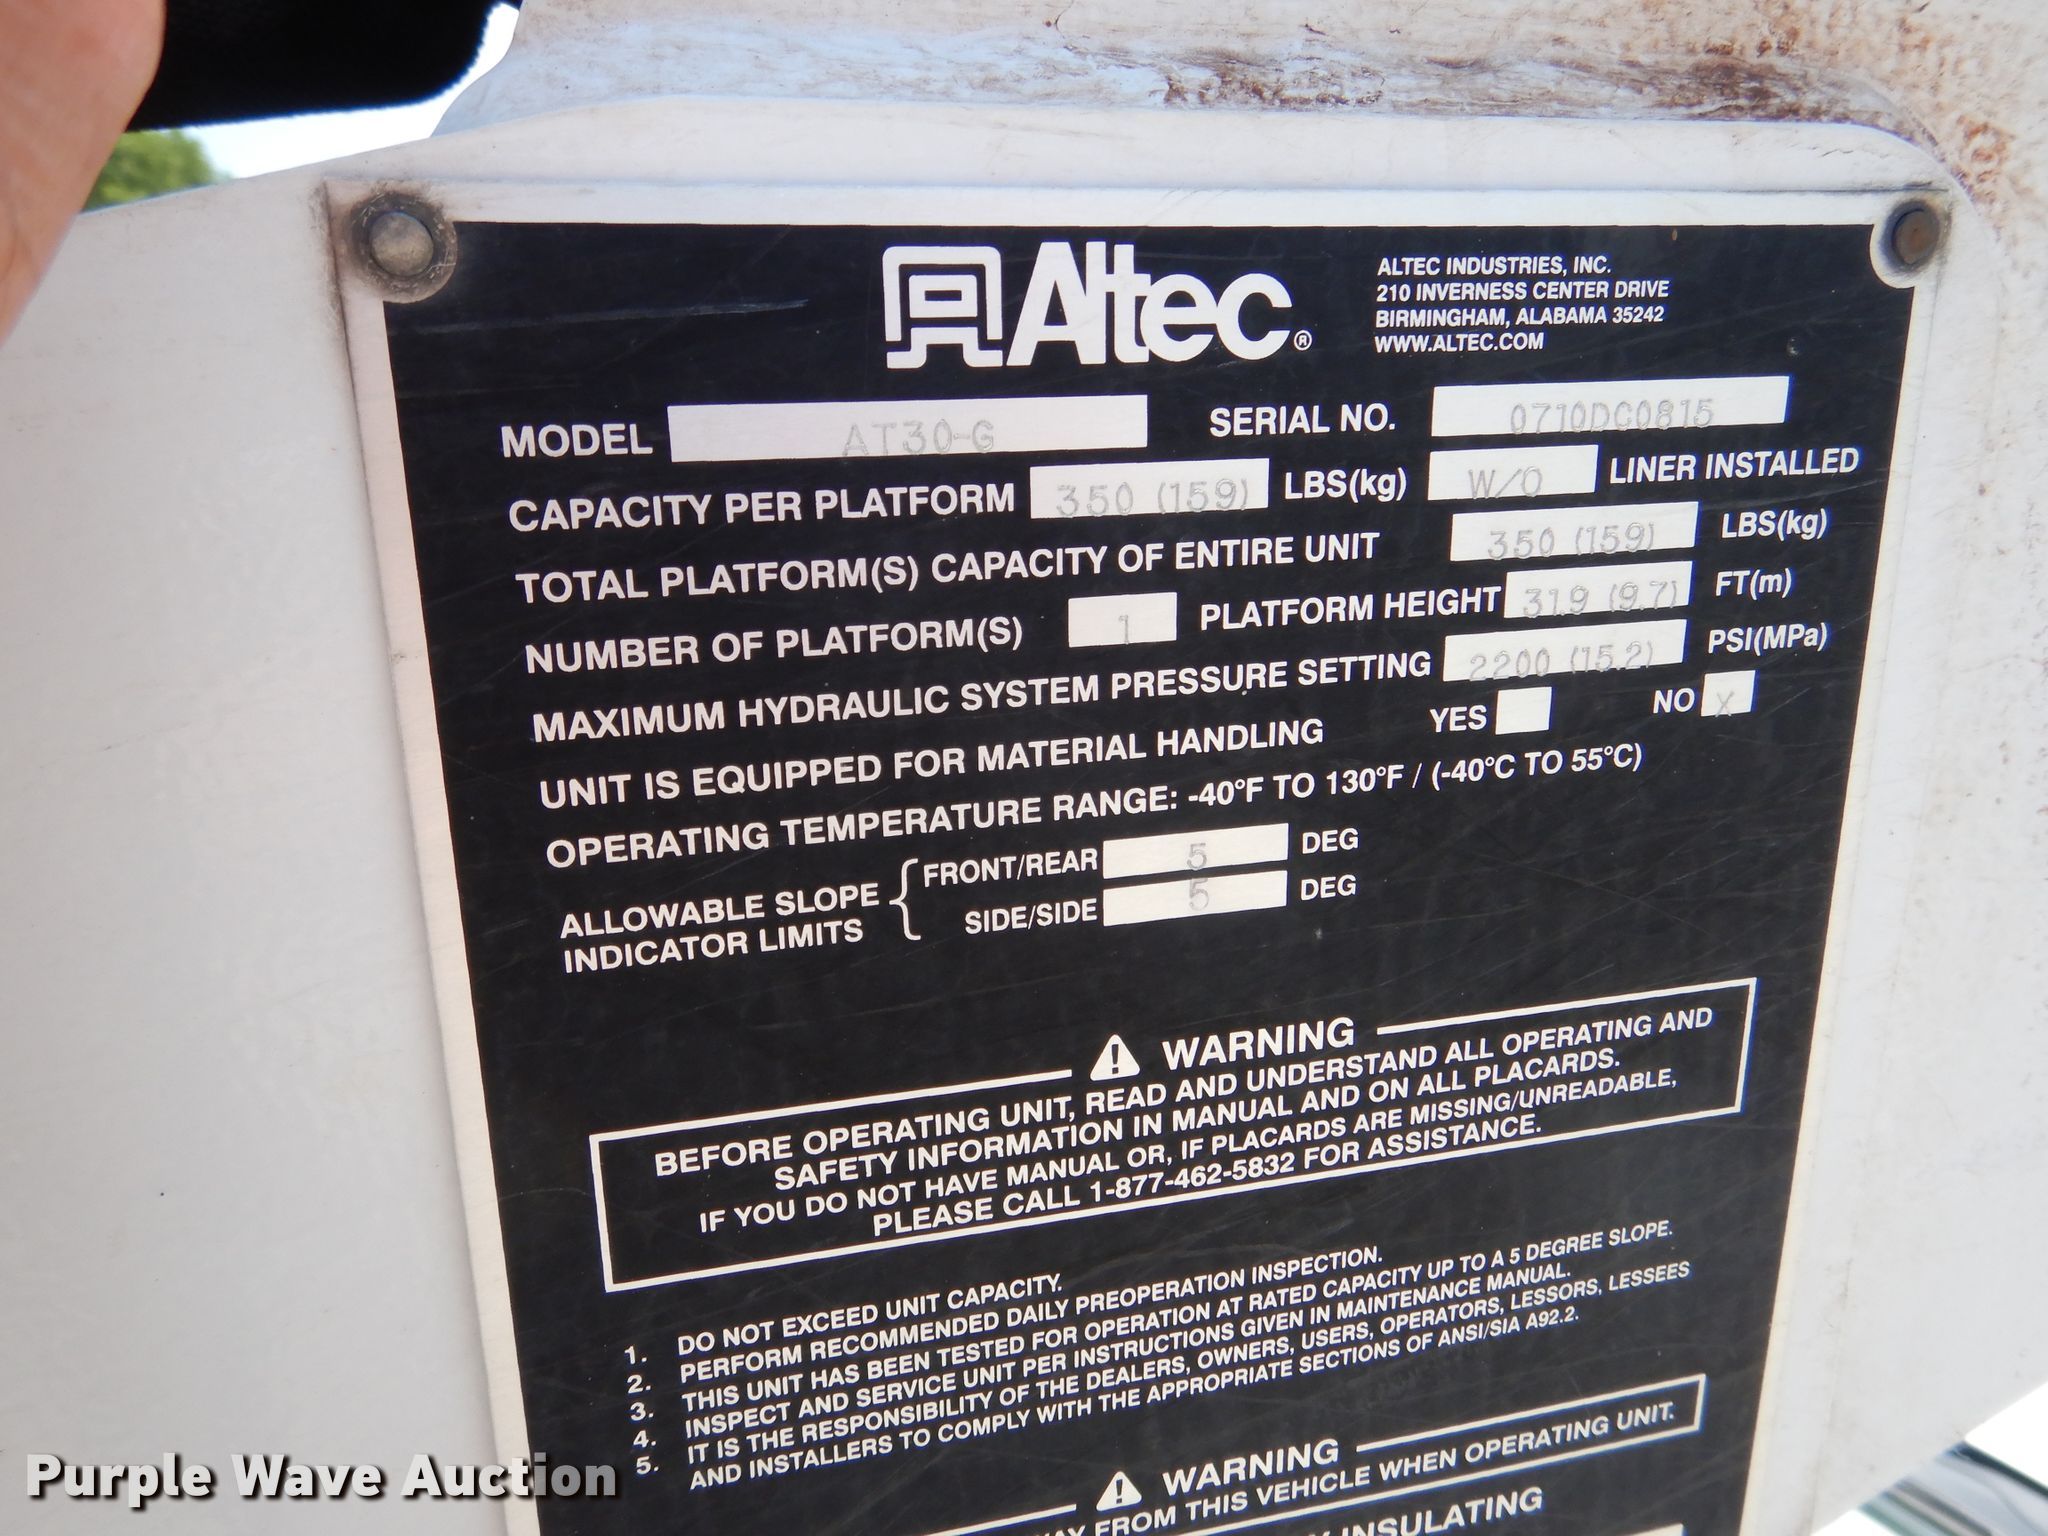 Altec®
ALTEC INDUSTRIES, INC.
210 INVERNESS CENTER DRIVE
BIRMINGHAM, ALABAMA 35242
WWW.ALTEC.COM
MODEL AT30-G SERIAL NO. 0710DC0815
CAPACITY PER PLATFORM 350 (159) LBS(kg) W/O LINER INSTALLED
TOTAL PLATFORM(S) CAPACITY OF ENTIRE UNIT 350 (159) LBS(kg)
NUMBER OF PLATFORM(S) 1 PLATFORM HEIGHT 31.9 (9.7) FT(m)
MAXIMUM HYDRAULIC SYSTEM PRESSURE SETTING 2200 (15.2) PSI(MPa)
UNIT IS EQUIPPED FOR MATERIAL HANDLING YES NO X
OPERATING TEMPERATURE RANGE: -40°F TO 130°F / (-40°C TO 55°C)
ALLOWABLE SLOPE INDICATOR LIMITS
FRONT/REAR 5 DEG
SIDE/SIDE 5 DEG
WARNING
BEFORE OPERATING UNIT, READ AND UNDERSTAND ALL OPERATING AND
SAFETY INFORMATION IN MANUAL AND ON ALL PLACARDS.
IF YOU DO NOT HAVE MANUAL OR, IF PLACARDS ARE MISSING/UNREADABLE,
PLEASE CALL 1-877-462-5832 FOR ASSISTANCE.
1. DO NOT EXCEED UNIT CAPACITY.
2. PERFORM RECOMMENDED DAILY PREOPERATION INSPECTION.
3. THIS UNIT HAS BEEN TESTED FOR OPERATION AT RATED CAPACITY UP TO A 5 DEGREE SLOPE.
4. INSPECT AND SERVICE UNIT PER INSTRUCTIONS GIVEN IN MAINTENANCE MANUAL.
5. IT IS THE RESPONSIBILITY OF THE DEALERS, OWNERS, USERS, OPERATORS, LESSORS, LESSEES
AND INSTALLERS TO COMPLY WITH THE APPROPRIATE SECTIONS OF ANSI/SIA A92.2.
WARNING
FROM THIS VEHICLE WHEN OPERATING UNIT.
INSULATING
Purple Wave Auction